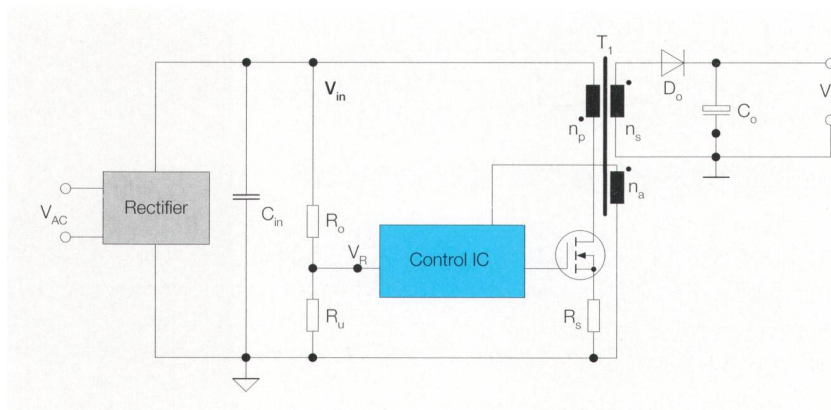 T1
Vin
Do
V
Co
np
ns
na
VAC
Rectifier
Cin
Ro
VR
Control IC
Ru
Rs